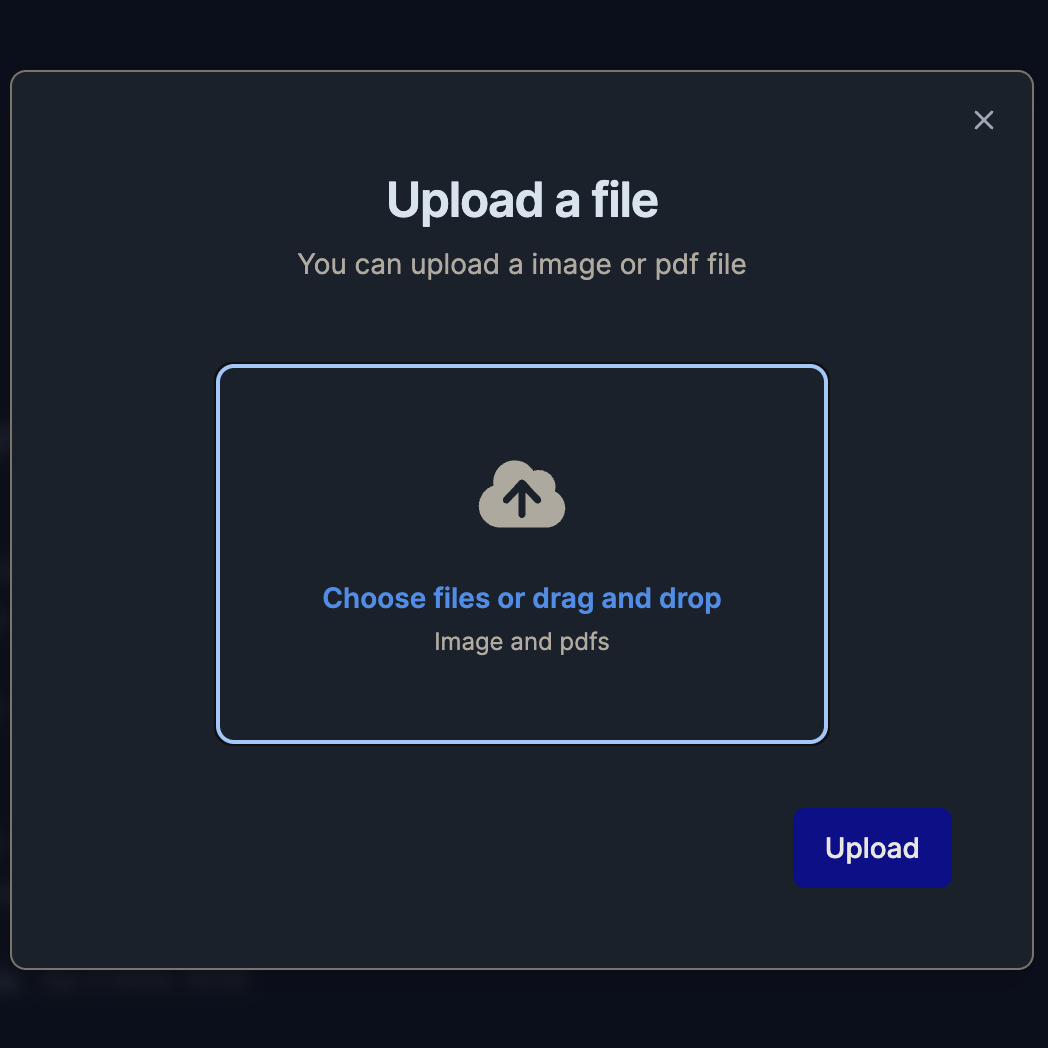 Upload a file
You can upload a image or pdf file
Choose files or drag and drop
Image and pdfs
Upload